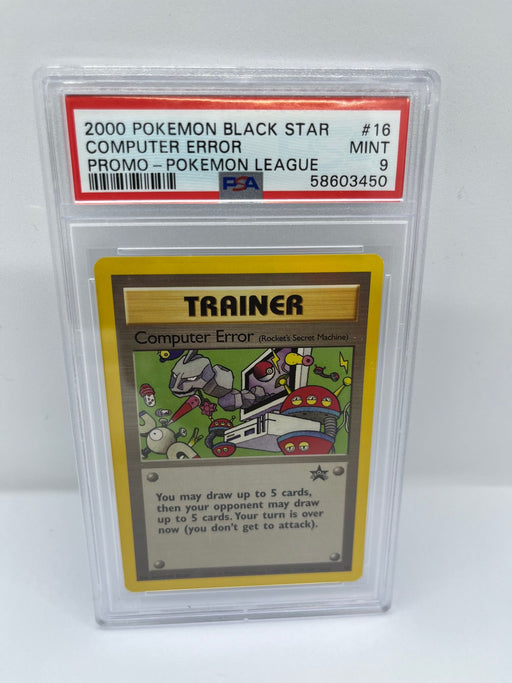 2000 POKEMON BLACK STAR #16
COMPUTER ERROR MINT
PROMO - POKEMON LEAGUE 9
PSA 58603450
TRAINER
Computer Error (Rocket's Secret Machine)
You may draw up to 5 cards,
then your opponent may draw
up to 5 cards. Your turn is over
now (you don't get to attack).